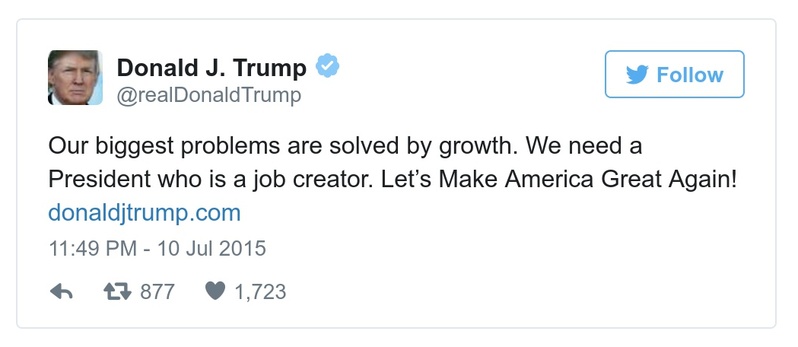 Donald J. Trump
@realDonaldTrump
Follow
Our biggest problems are solved by growth. We need a
President who is a job creator. Let’s Make America Great Again!
donaldjtrump.com
11:49 PM - 10 Jul 2015
877 1,723